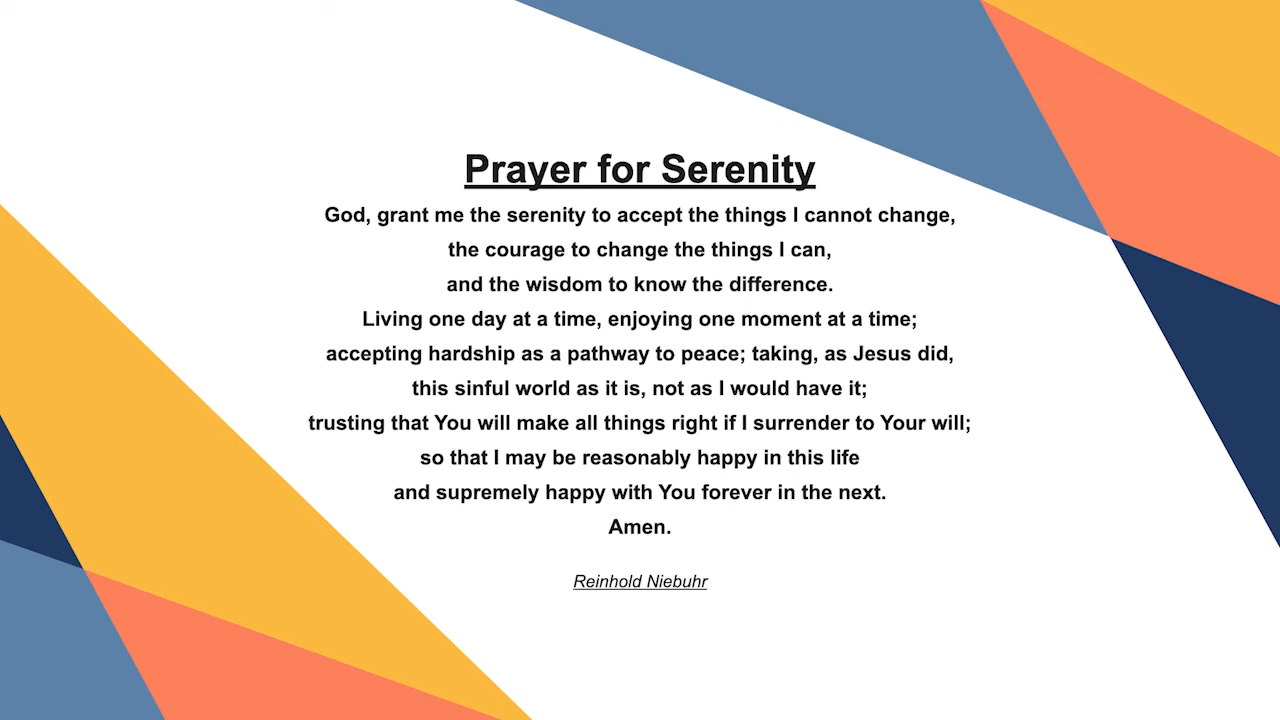 Prayer for Serenity
God, grant me the serenity to accept the things I cannot change,
the courage to change the things I can,
and the wisdom to know the difference.
Living one day at a time, enjoying one moment at a time;
accepting hardship as a pathway to peace; taking, as Jesus did,
this sinful world as it is, not as I would have it;
trusting that You will make all things right if I surrender to Your will;
so that I may be reasonably happy in this life
and supremely happy with You forever in the next.
Amen.
Reinhold Niebuhr